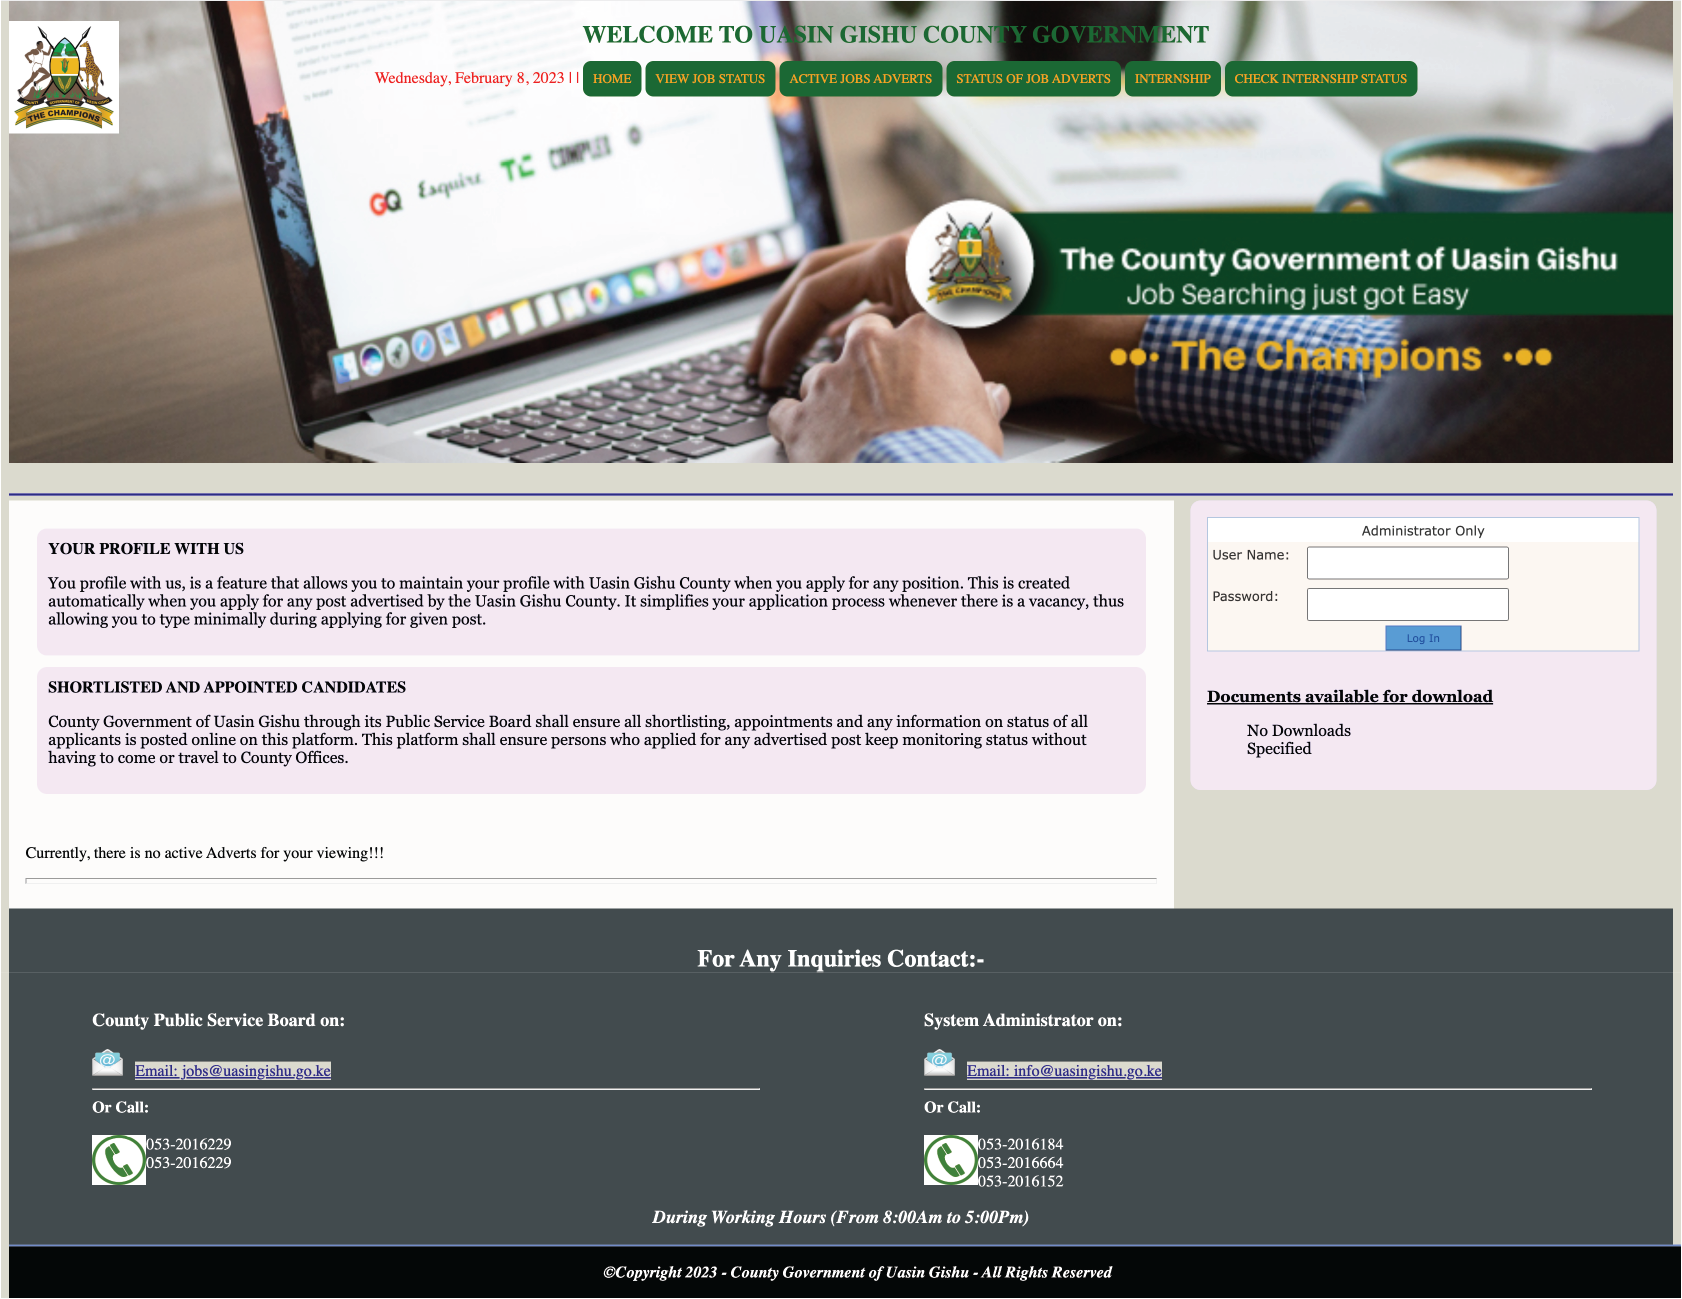 WELCOME TO UASIN GISHU COUNTY GOVERNMENT
Wednesday, February 8, 2023 | | HOME VIEW JOB STATUS ACTIVE JOBS ADVERTS STATUS OF JOB ADVERTS INTERNSHIP CHECK INTERNSHIP STATUS
THE CHAMPIONS
GQ Esquire TC COMPLEX
The County Government of Uasin Gishu
Job Searching just got Easy
THE CHAMPIONS
The Champions
YOUR PROFILE WITH US
You profile with us, is a feature that allows you to maintain your profile with Uasin Gishu County when you apply for any position. This is created
automatically when you apply for any post advertised by the Uasin Gishu County. It simplifies your application process whenever there is a vacancy, thus
allowing you to type minimally during applying for given post.
SHORTLISTED AND APPOINTED CANDIDATES
County Government of Uasin Gishu through its Public Service Board shall ensure all shortlisting, appointments and any information on status of all
applicants is posted online on this platform. This platform shall ensure persons who applied for any advertised post keep monitoring status without
having to come or travel to County Offices.
Currently, there is no active Adverts for your viewing!!!
Administrator Only
User Name:
Password:
Log In
Documents available for download
No Downloads
Specified
For Any Inquiries Contact:-
County Public Service Board on:
Email: jobs@uasingishu.go.ke
Or Call:
053-2016229
053-2016229
System Administrator on:
Email: info@uasingishu.go.ke
Or Call:
053-2016184
053-2016664
053-2016152
During Working Hours (From 8:00Am to 5:00Pm)
©Copyright 2023 - County Government of Uasin Gishu - All Rights Reserved